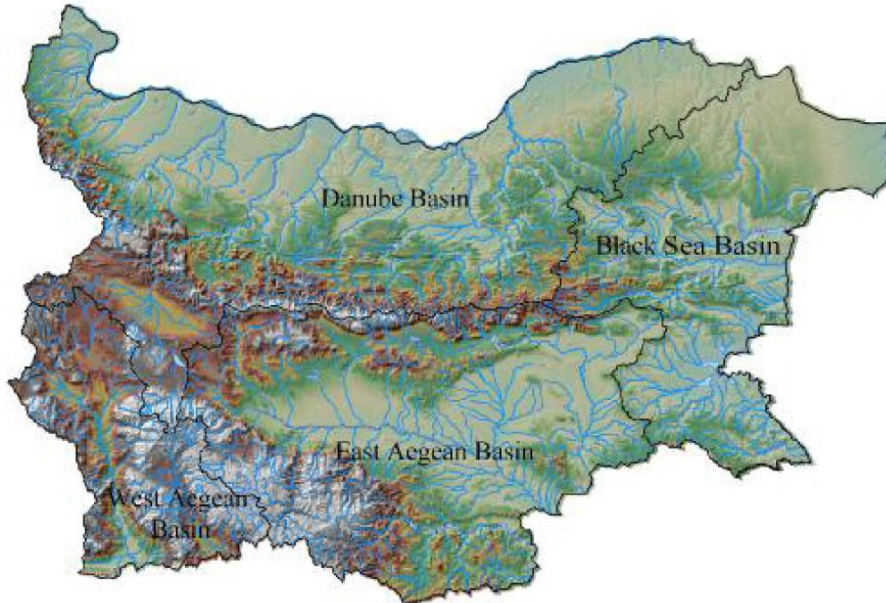 Danube Basin
Black Sea Basin
East Aegean Basin
West Aegean
Basin